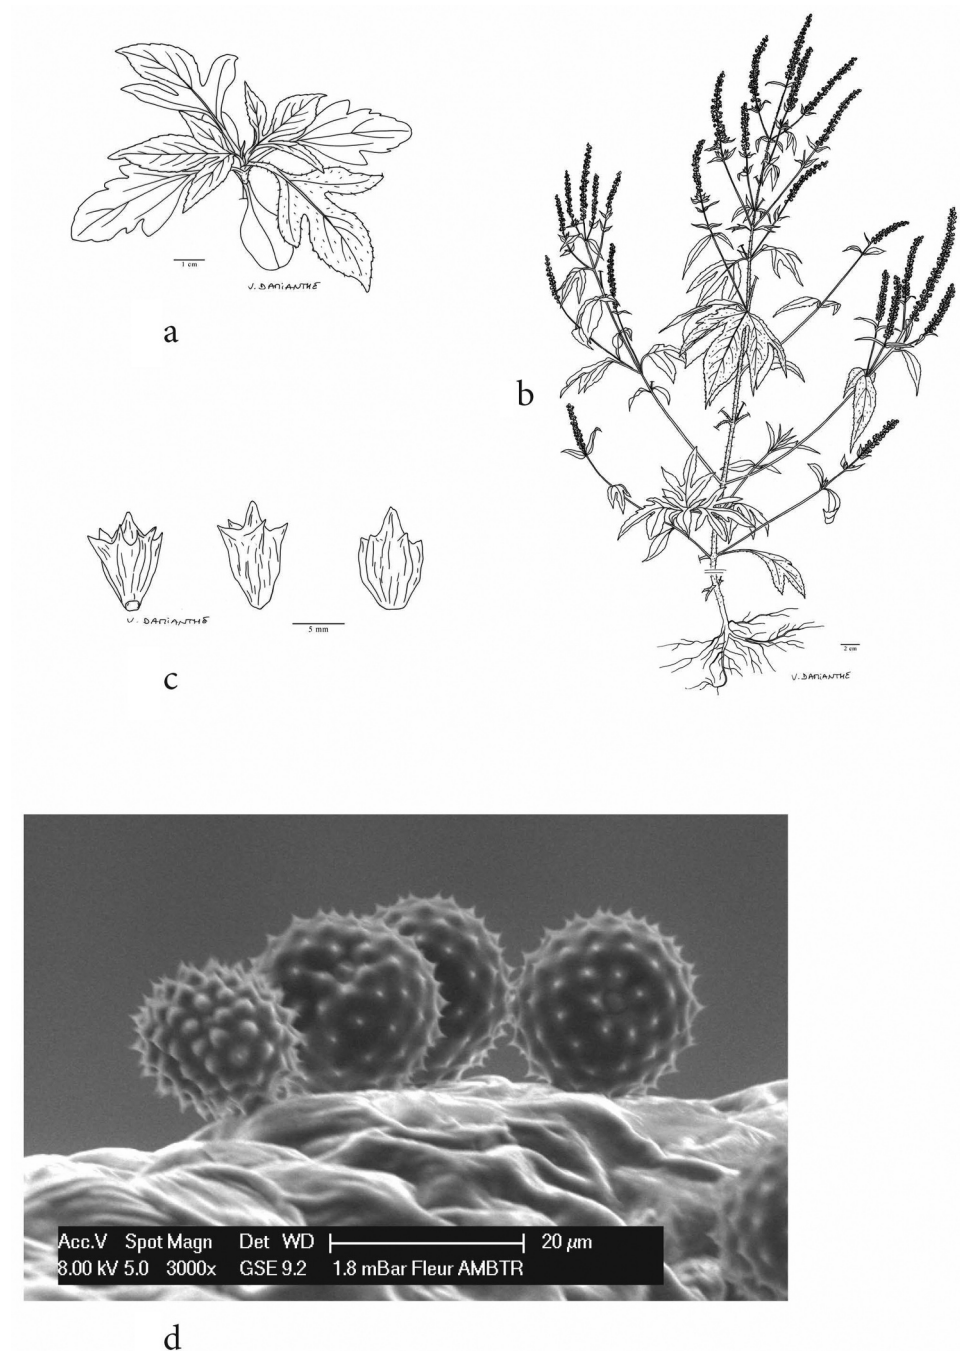 1 cm
V. DAMIANTHE
a
b
5 mm
V. DAMIANTHE
c
2 cm
V. DAMIANTHE
Acc.V Spot Magn Det WD 20 µm
8.00 kV 5.0 3000x GSE 9.2 1.8 mBar Fleur AMBTR
d